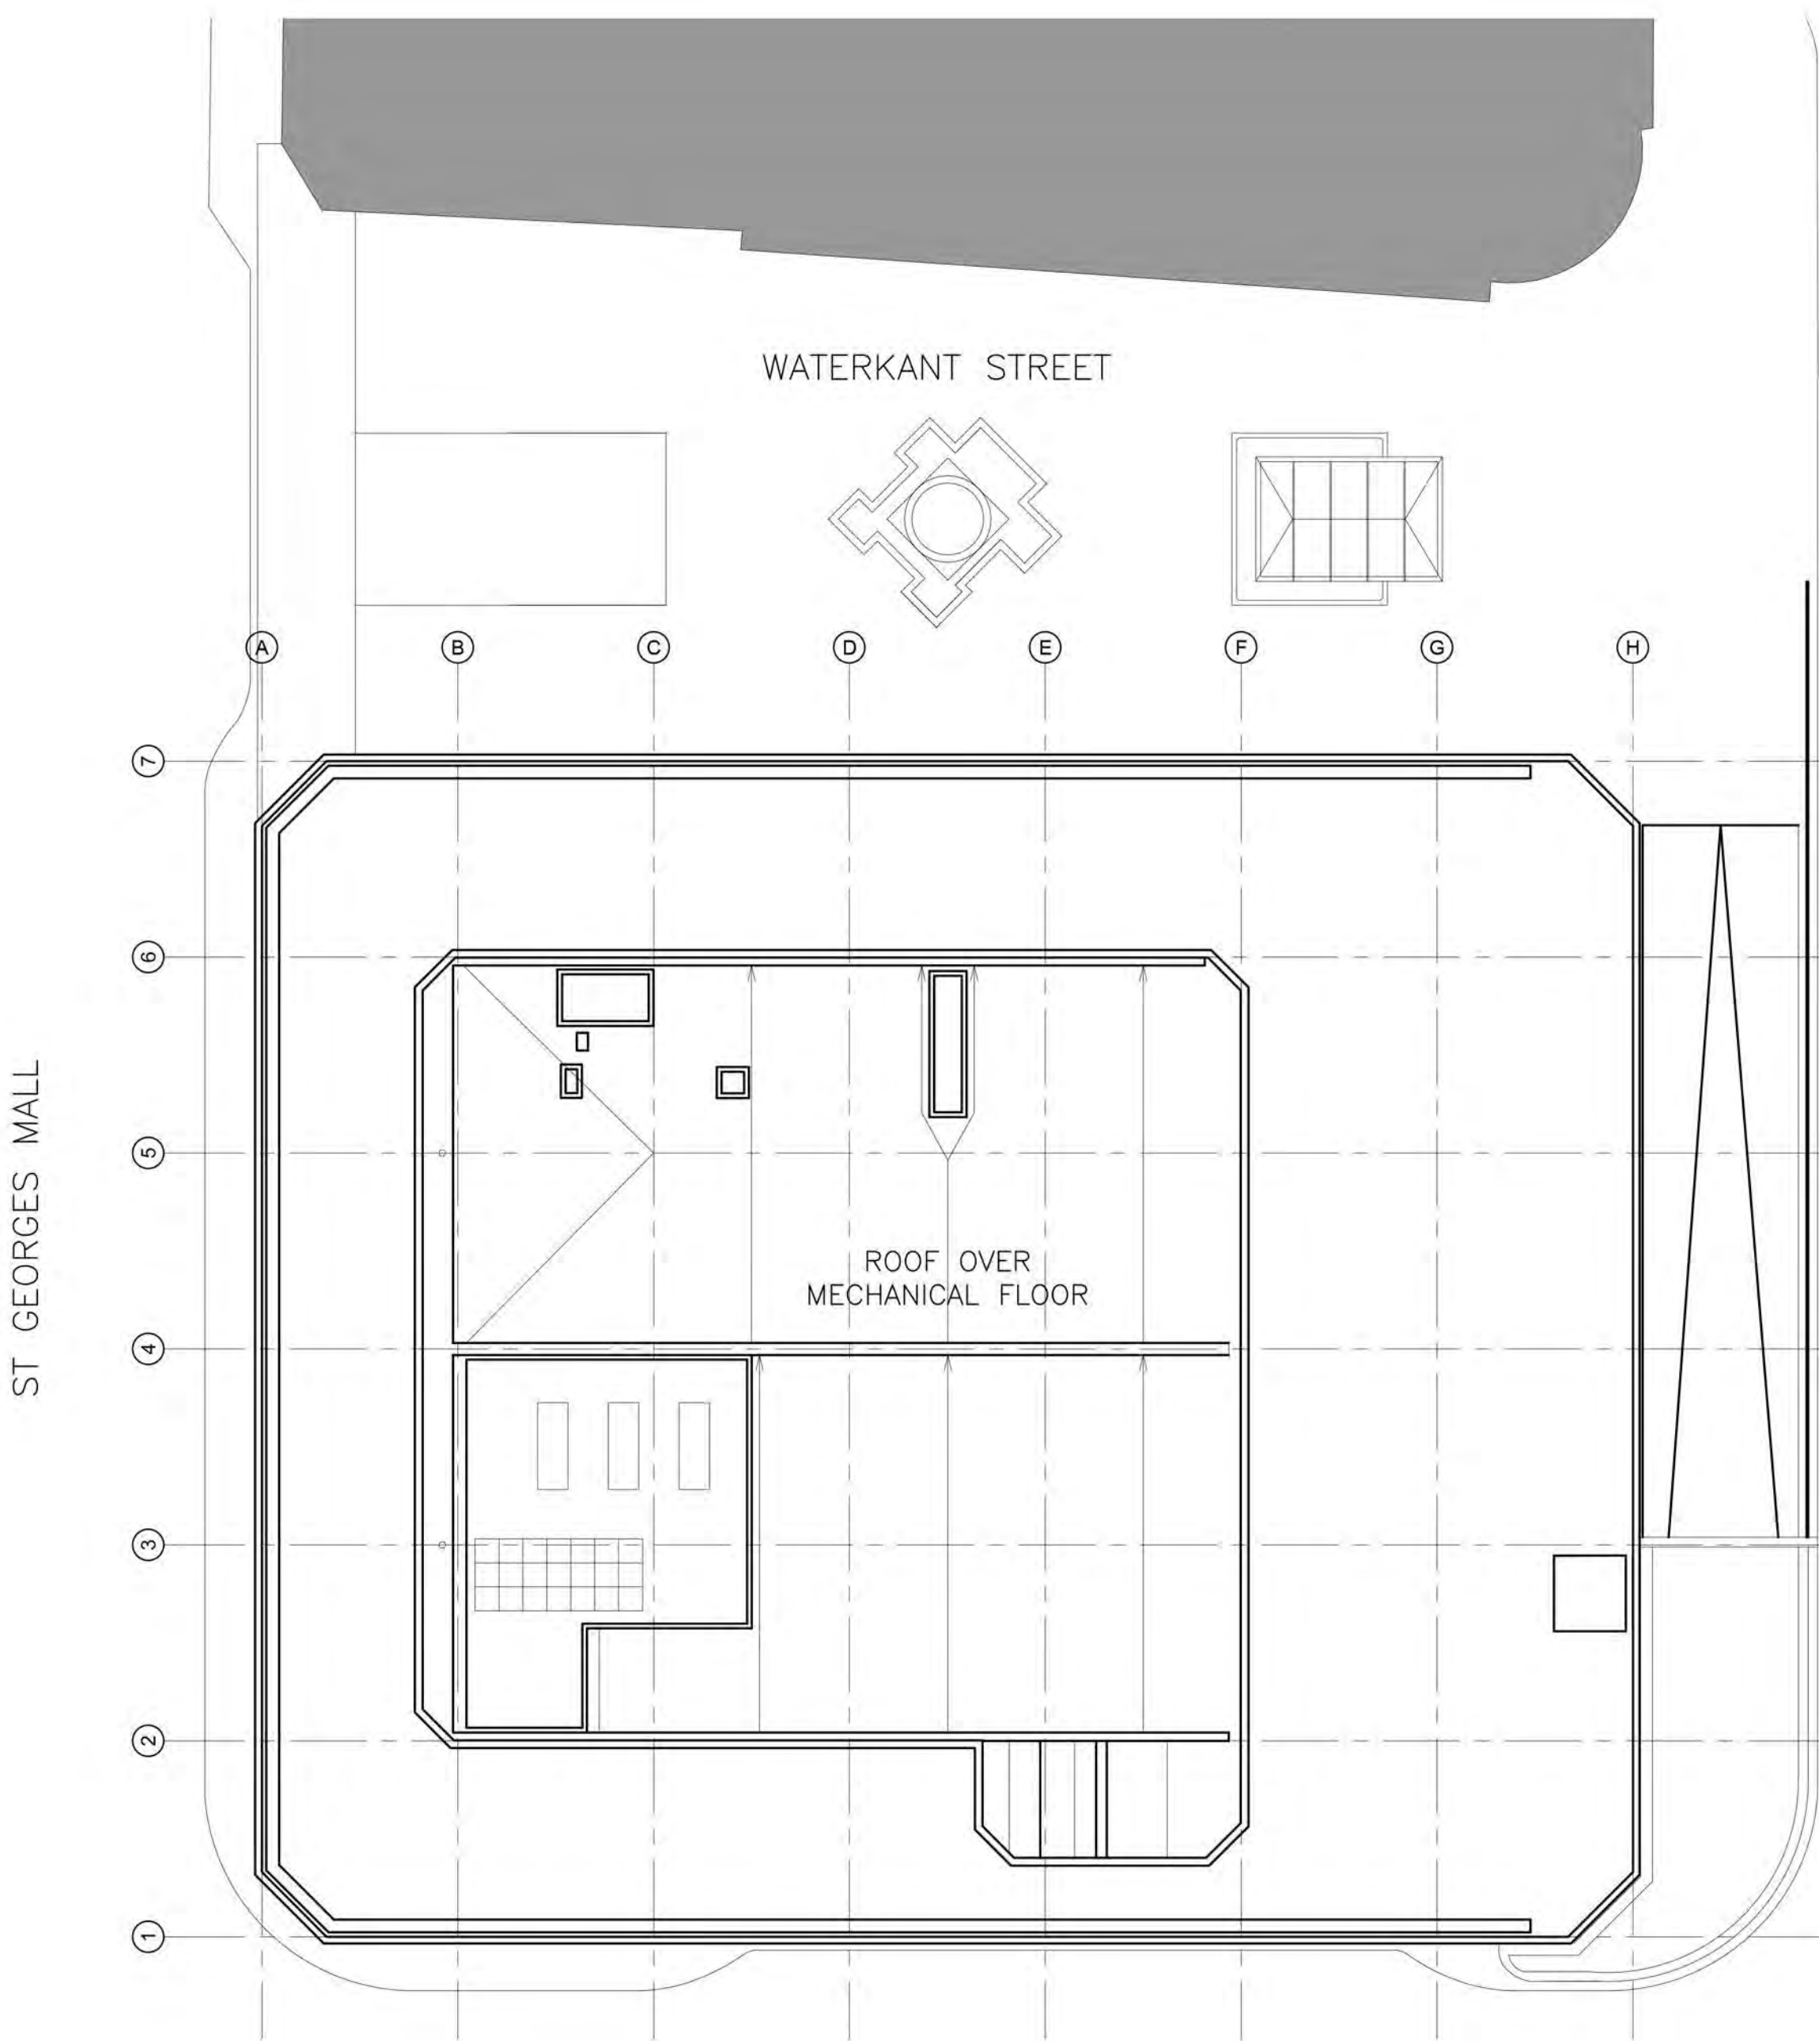 WATERKANT STREET
A B C D E F G H
7
6
5
4
3
2
1
ST GEORGES MALL
ROOF OVER
MECHANICAL FLOOR